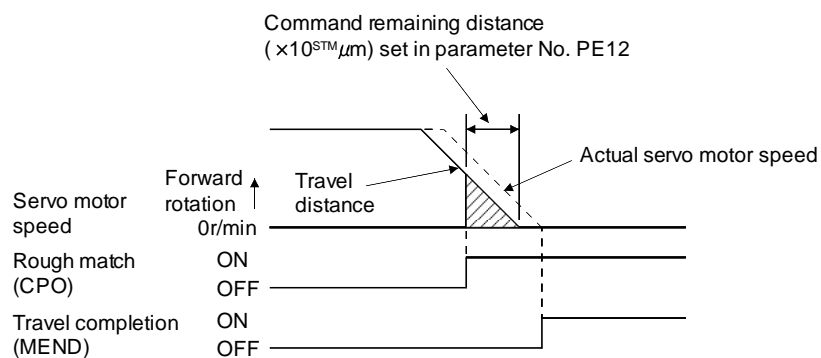 Command remaining distance
( ×10STMμm) set in parameter No. PE12
Actual servo motor speed
Forward
rotation
Travel
distance
Servo motor
speed
0r/min
Rough match
(CPO)
ON
OFF
Travel completion
(MEND)
ON
OFF